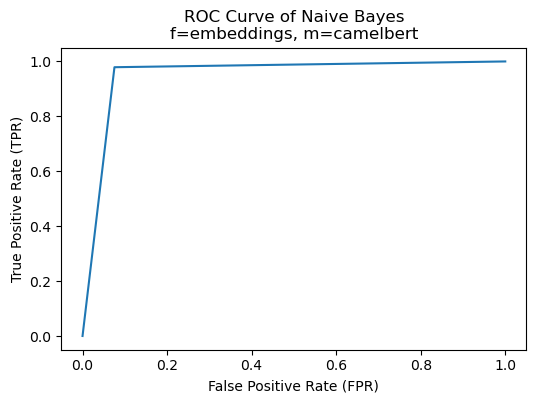 ROC Curve of Naive Bayes
f=embeddings, m=camelbert
1.0
0.8
0.6
0.4
0.2
0.0
True Positive Rate (TPR)
0.0 0.2 0.4 0.6 0.8 1.0
False Positive Rate (FPR)